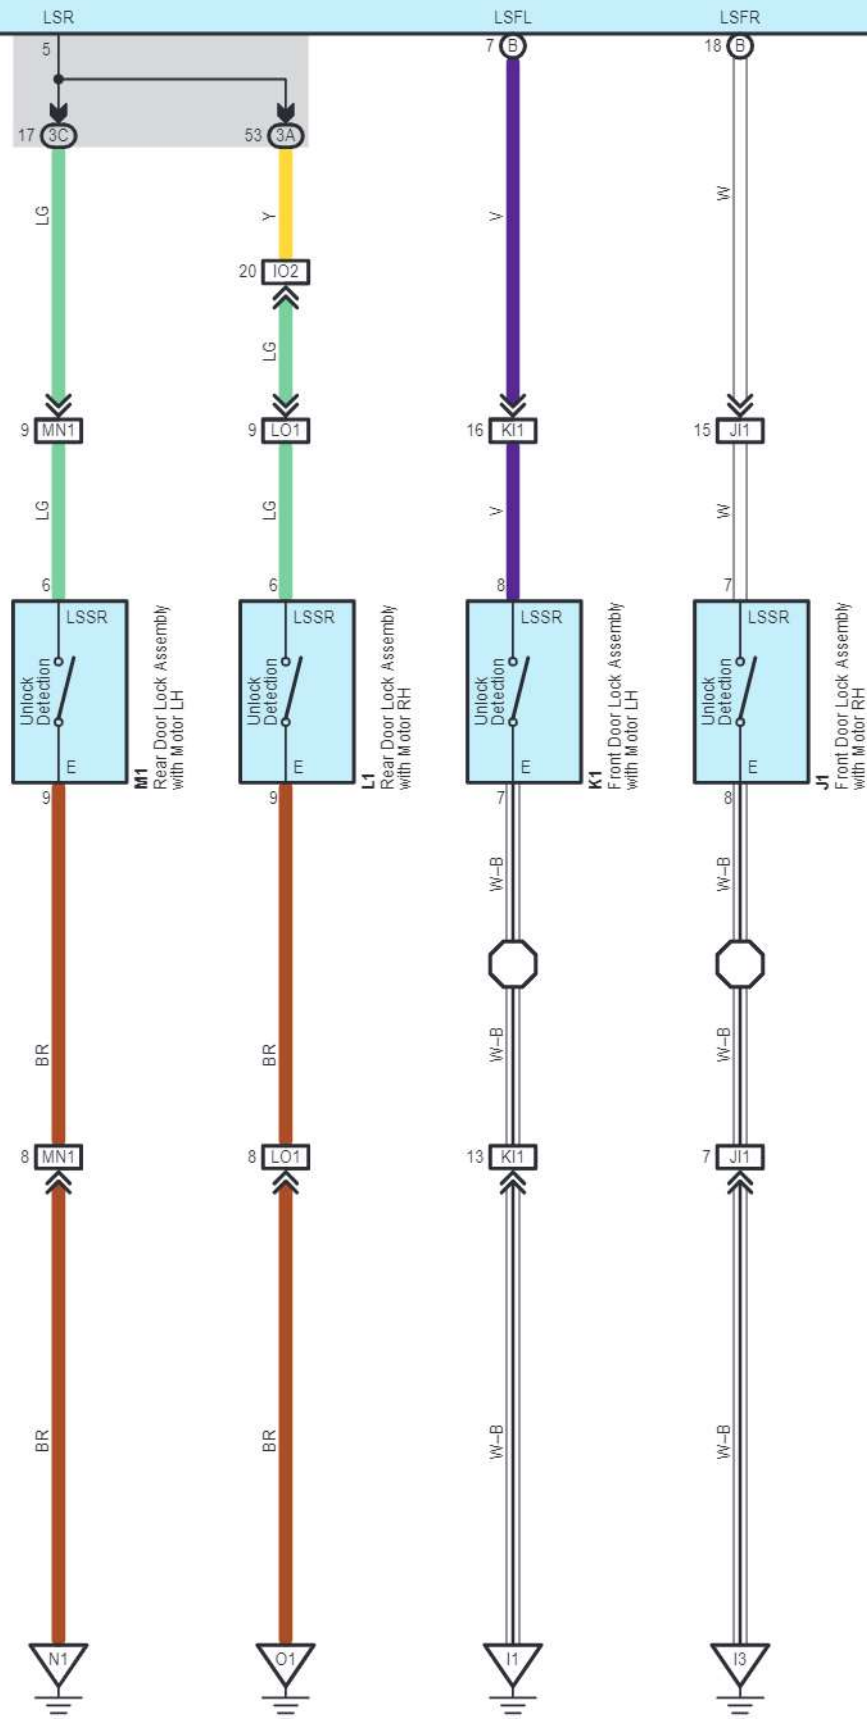 LSR LSFL LSFR
5 7 B 18 B
17 3C 53 3A
LG Y V W
20 IO2
LG
9 MN1 9 LO1 16 KI1 15 JI1
LG LG V W
6 6 8 7
LSSR LSSR LSSR LSSR
Unlock
Detection
Unlock
Detection
Unlock
Detection
Unlock
Detection
E E E E
M1
Rear Door Lock Assembly
with Motor LH
L1
Rear Door Lock Assembly
with Motor RH
K1
Front Door Lock Assembly
with Motor LH
J1
Front Door Lock Assembly
with Motor RH
9 9 7 8
W–B W–B
BR BR W–B W–B
8 MN1 8 LO1 13 KI1 7 JI1
BR BR W–B W–B
N1 O1 I1 I3